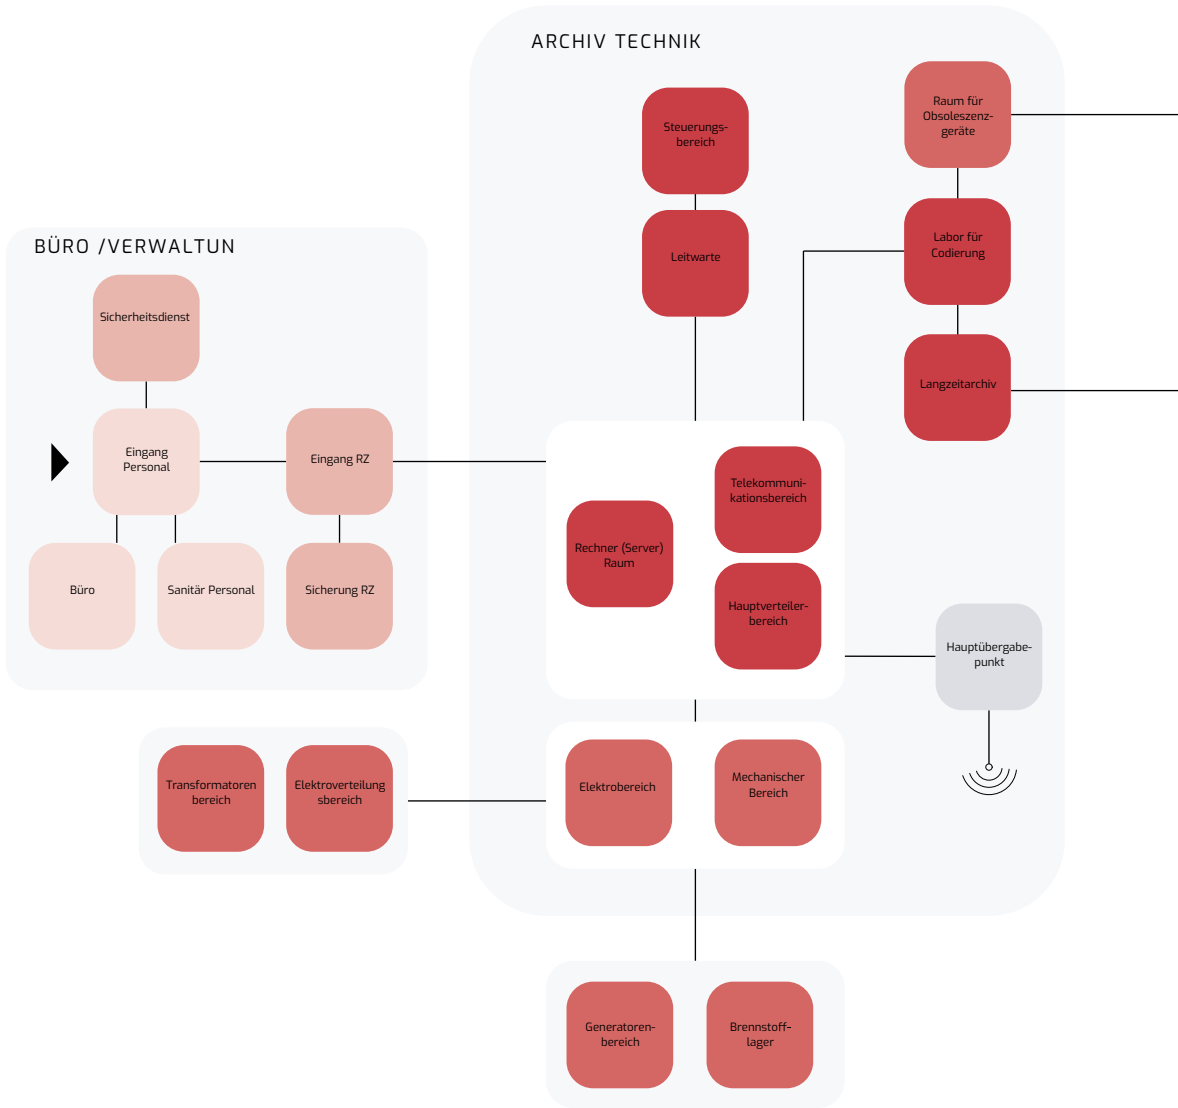 ARCHIV TECHNIK
Raum für
Obsoleszenz-
geräte
Steuerungs-
bereich
Labor für
Codierung
Leitwarte
Langzeitarchiv
BÜRO /VERWALTUN
Sicherheitsdienst
Eingang
Personal
Eingang RZ
Büro
Sanitär Personal
Sicherung RZ
Telekommuni-
kationsbereich
Rechner (Server)
Raum
Hauptverteiler-
bereich
Hauptübergabe-
punkt
Transformatoren
bereich
Elektroverteilung
sbereich
Elektrobereich
Mechanischer
Bereich
Generatoren-
bereich
Brennstoff-
lager